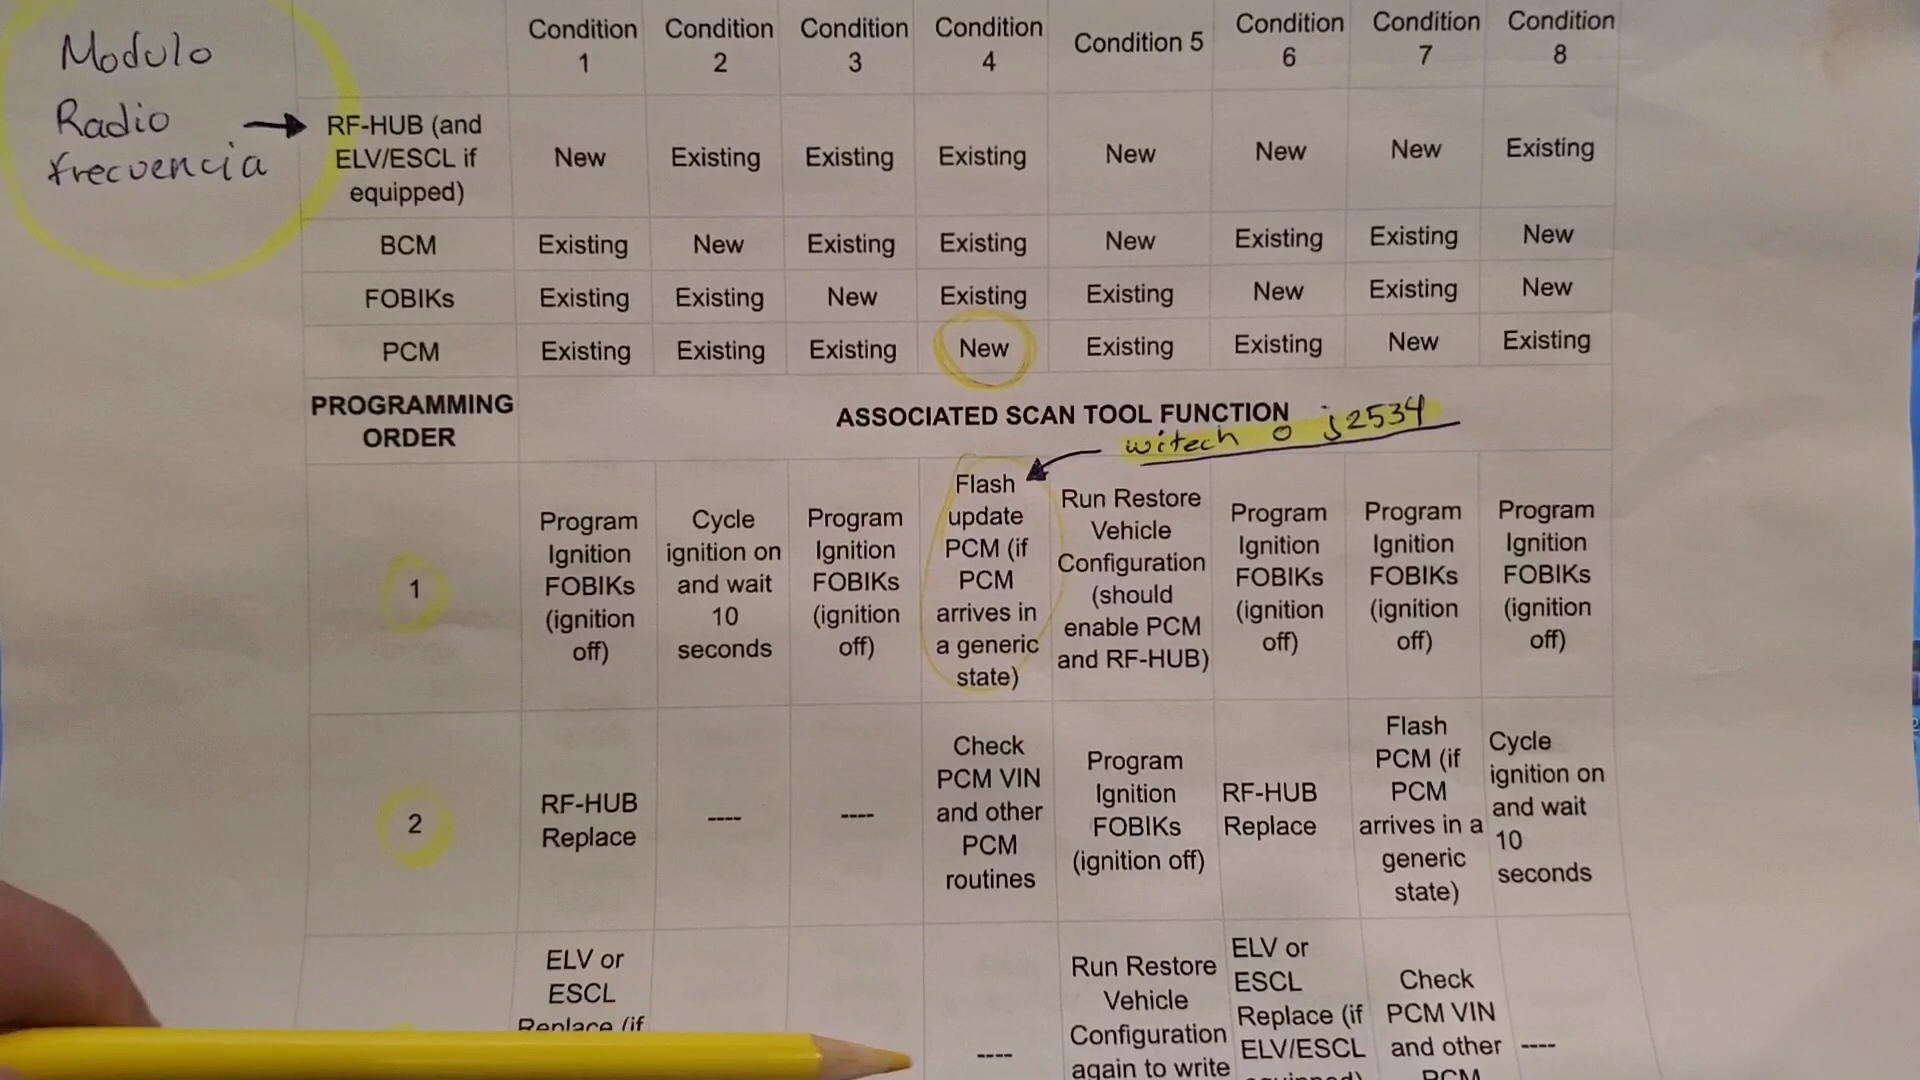 Modulo
Radio
frecuencia
Condition 1
Condition 2
Condition 3
Condition 4
Condition 5
Condition 6
Condition 7
Condition 8
RF-HUB (and ELV/ESCL if equipped)
New
Existing
Existing
Existing
New
New
New
Existing
BCM
Existing
New
Existing
Existing
New
Existing
Existing
New
FOBIKs
Existing
Existing
New
Existing
Existing
New
Existing
New
PCM
Existing
Existing
Existing
New
Existing
Existing
New
Existing
PROGRAMMING ORDER
ASSOCIATED SCAN TOOL FUNCTION
witech o j2534
1
Program Ignition FOBIKs (ignition off)
Cycle ignition on and wait 10 seconds
Program Ignition FOBIKs (ignition off)
Flash update PCM (if PCM arrives in a generic state)
Run Restore Vehicle Configuration (should enable PCM and RF-HUB)
Program Ignition FOBIKs (ignition off)
Program Ignition FOBIKs (ignition off)
Program Ignition FOBIKs (ignition off)
2
RF-HUB Replace
----
----
Check PCM VIN and other PCM routines
Program Ignition FOBIKs (ignition off)
RF-HUB Replace
Flash PCM (if PCM arrives in a generic state)
Cycle ignition on and wait 10 seconds
ELV or ESCL Replace (if
----
Run Restore Vehicle Configuration again to write
ELV or ESCL Replace (if ELV/ESCL
Check PCM VIN and other PCM
----